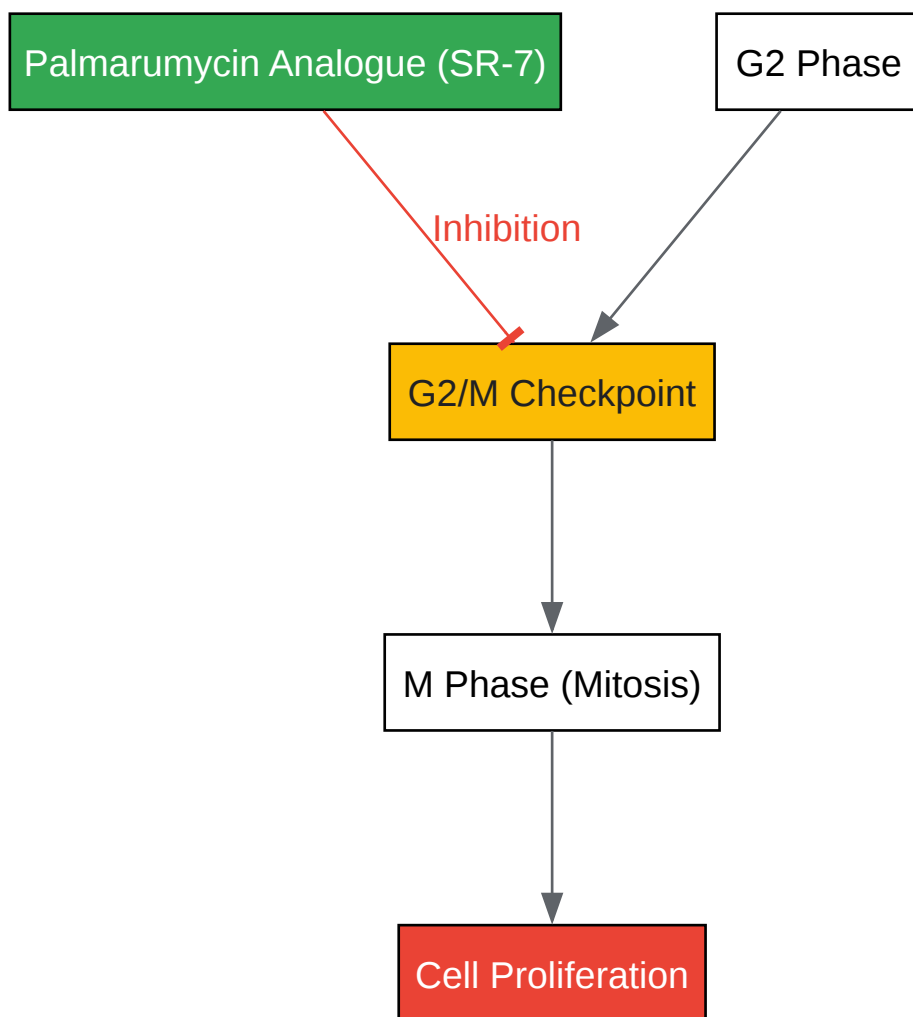 Palmarumycin Analogue (SR-7)
G2 Phase
Inhibition
G2/M Checkpoint
M Phase (Mitosis)
Cell Proliferation